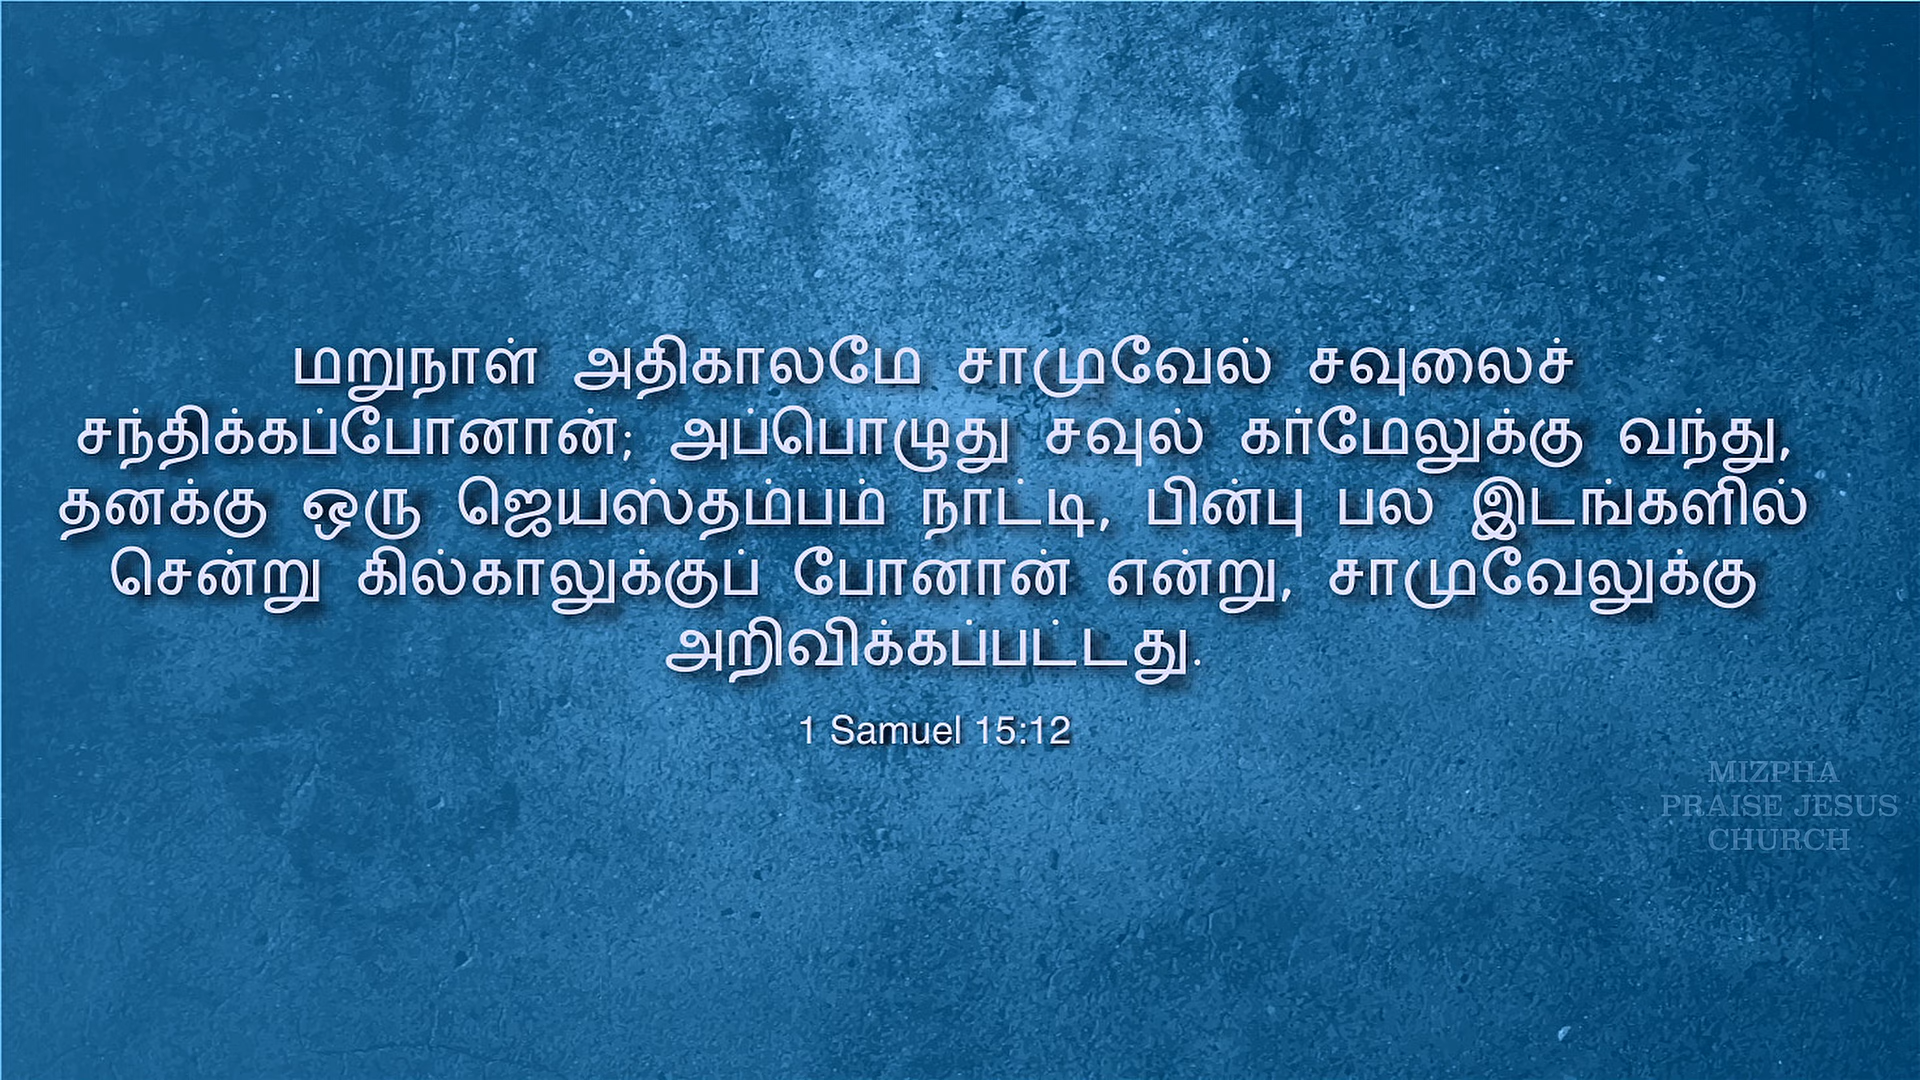 மறுநாள் அதிகாலமே சாமுவேல் சவுலைச்
சந்திக்கப்போனான்; அப்பொழுது சவுல் கர்மேலுக்கு வந்து,
தனக்கு ஒரு ஜெயஸ்தம்பம் நாட்டி, பின்பு பல இடங்களில்
சென்று கில்காலுக்குப் போனான் என்று, சாமுவேலுக்கு
அறிவிக்கப்பட்டது.
1 Samuel 15:12
MIZPHA
PRAISE JESUS
CHURCH